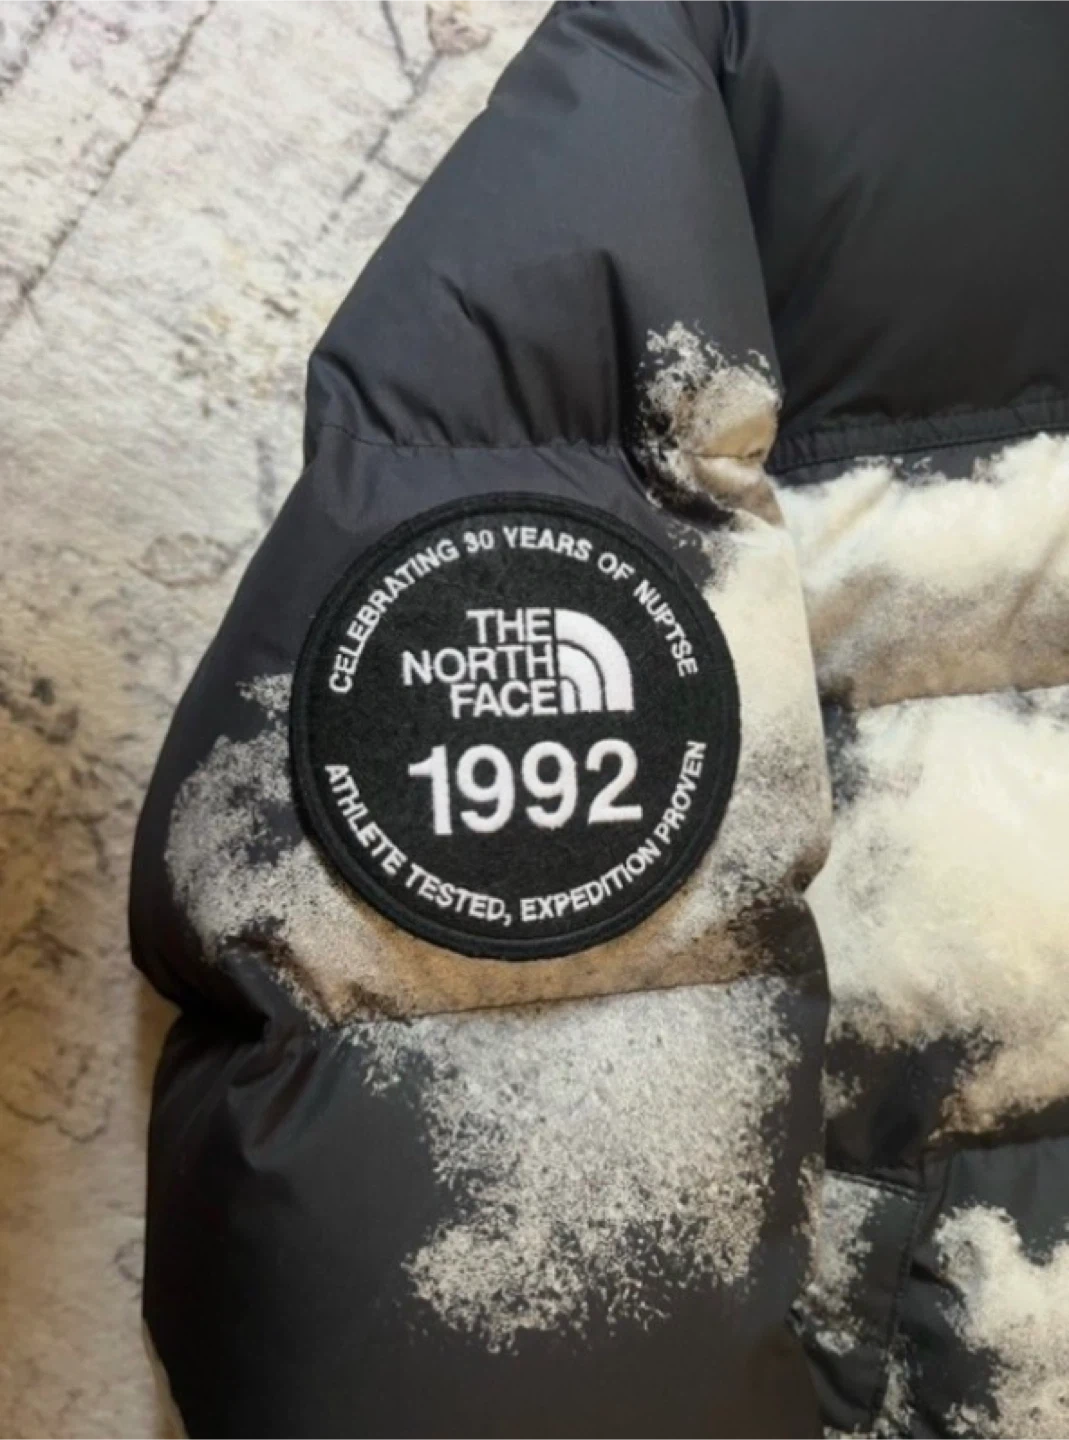 CELEBRATING 30 YEARS OF NUPTSE
THE
NORTH
FACE
1992
ATHLETE TESTED, EXPEDITION PROVEN